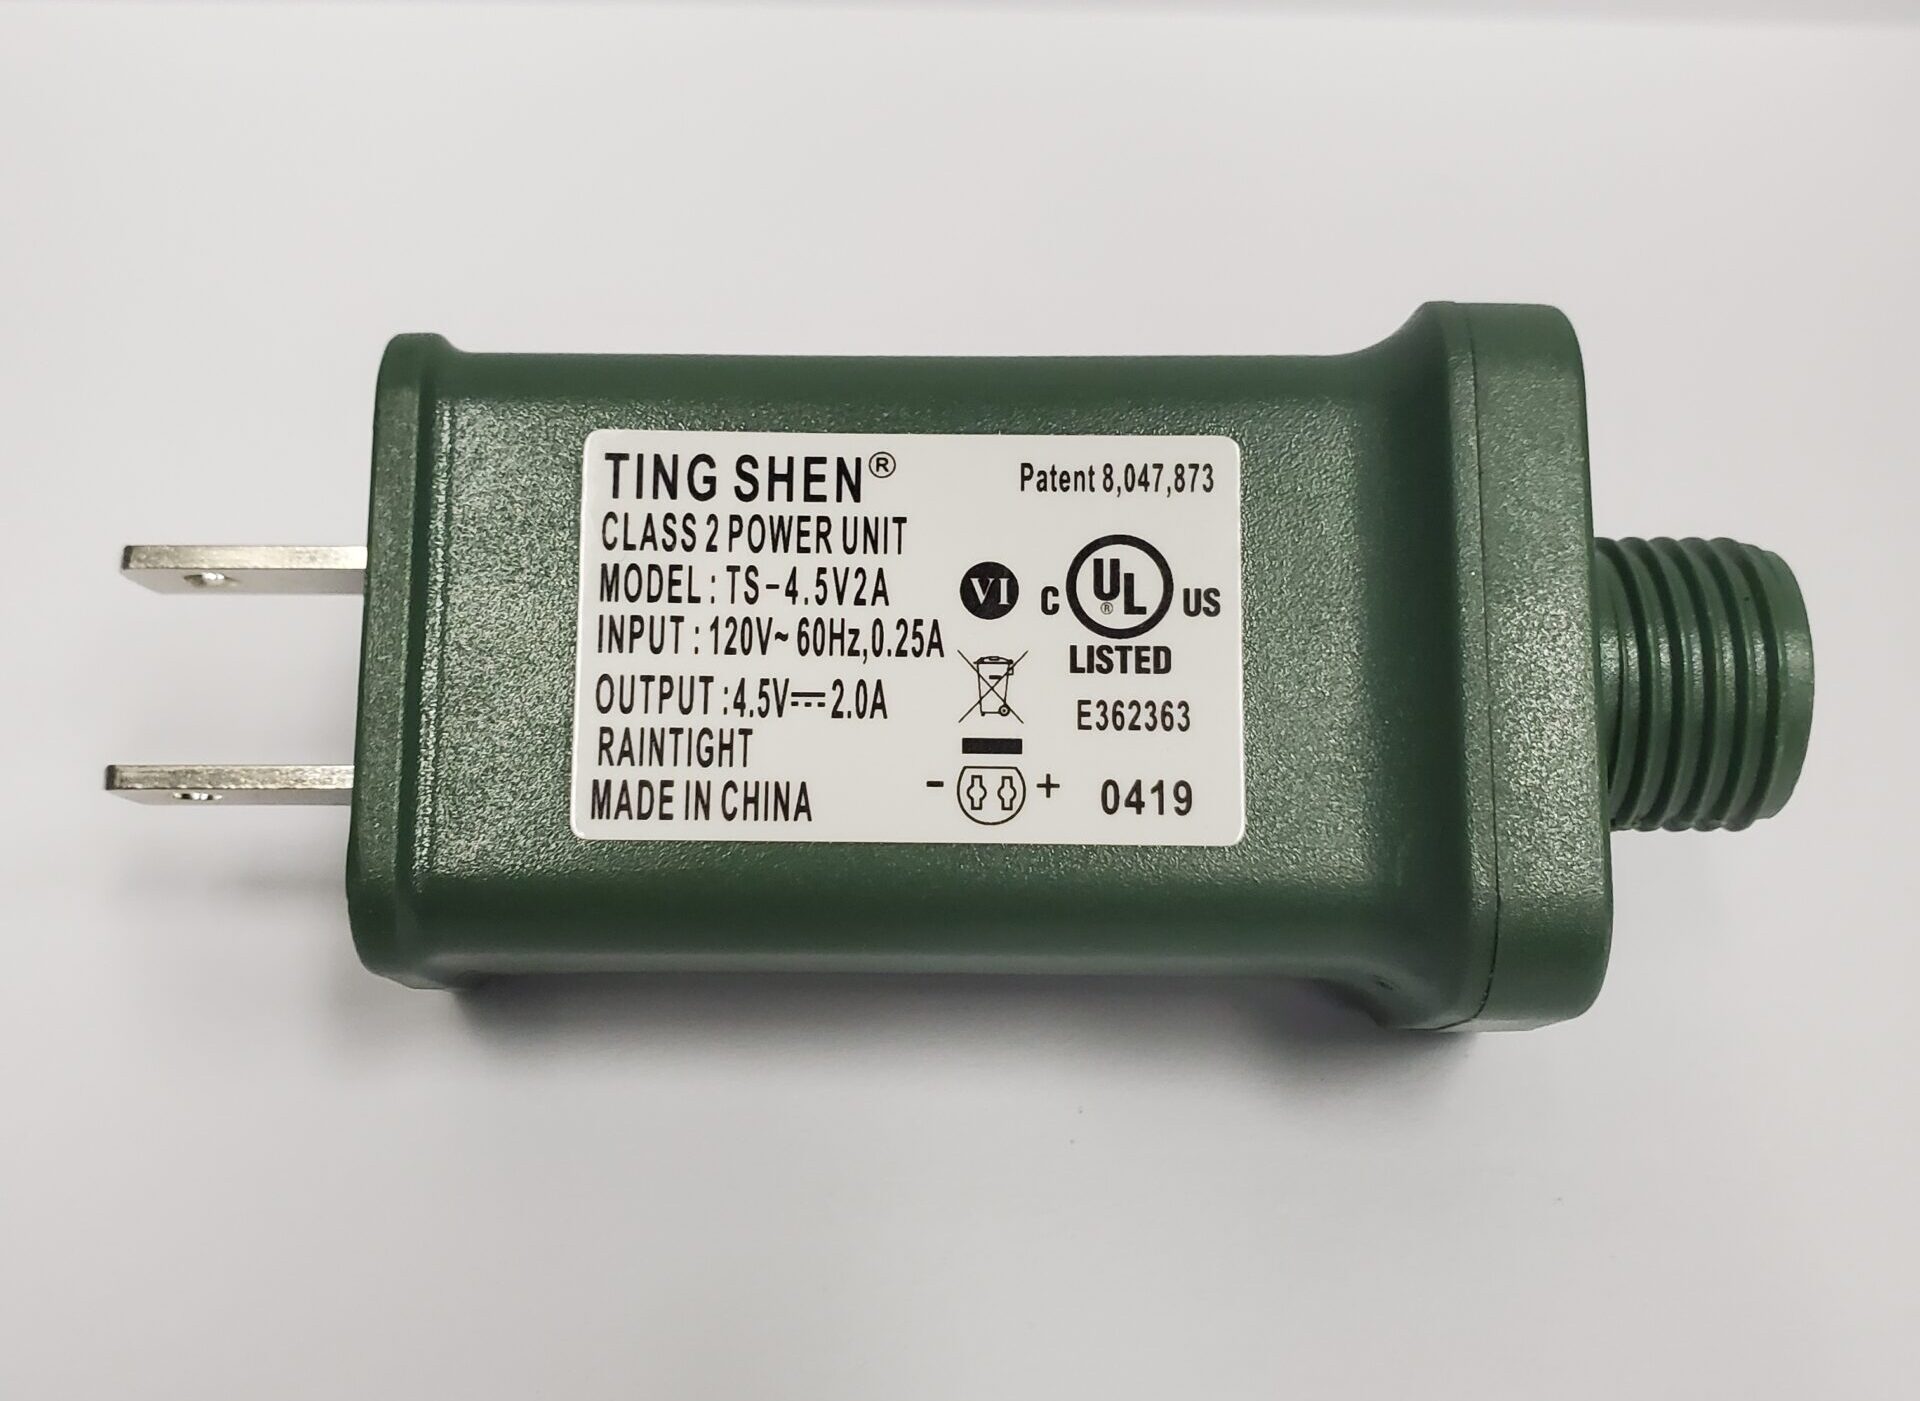 TING SHEN®
Patent 8,047,873
CLASS 2 POWER UNIT
MODEL : TS-4.5V2A
INPUT : 120V~ 60Hz,0.25A
OUTPUT :4.5V⎓2.0A
RAINTIGHT
MADE IN CHINA
VI
C UL® US
LISTED
E362363
- +
0419